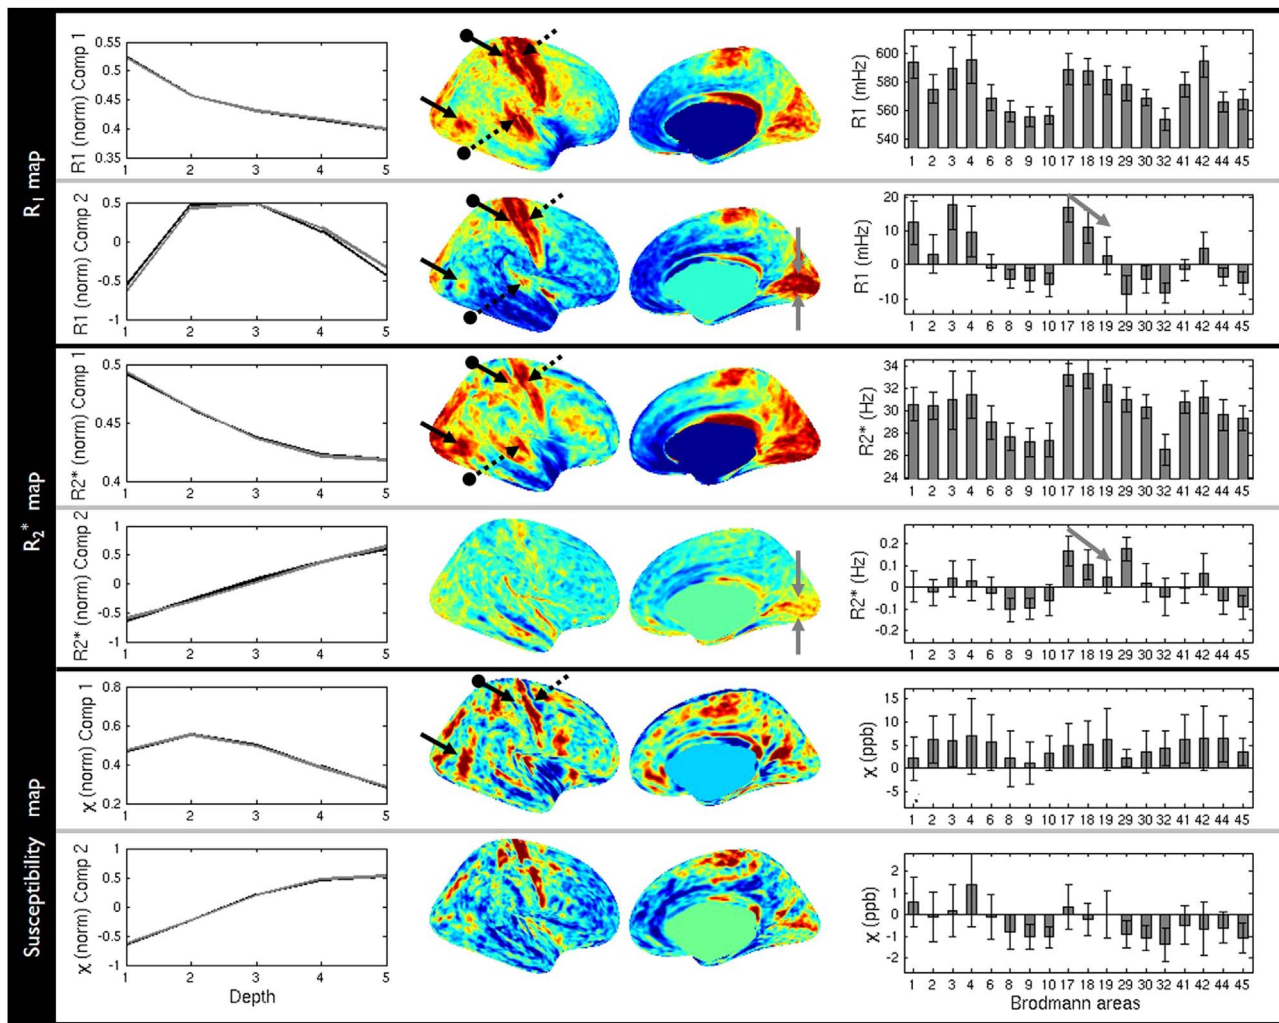 R1 map
R1 (norm) Comp 1
0.55
0.5
0.45
0.4
0.35
1 2 3 4 5
R1 (mHz)
600
580
560
540
1 2 3 4 6 8 9 10 17 18 19 29 30 32 41 42 44 45
R1 (norm) Comp 2
0.5
0
-0.5
-1
1 2 3 4 5
R1 (mHz)
20
10
0
-10
1 2 3 4 6 8 9 10 17 18 19 29 30 32 41 42 44 45
R2* map
R2* (norm) Comp 1
0.5
0.45
0.4
1 2 3 4 5
R2* (Hz)
34
32
30
28
26
24
1 2 3 4 6 8 9 10 17 18 19 29 30 32 41 42 44 45
R2* (norm) Comp 2
1
0.5
0
-0.5
-1
1 2 3 4 5
R2* (Hz)
0.2
0.1
0
-0.1
-0.2
1 2 3 4 6 8 9 10 17 18 19 29 30 32 41 42 44 45
Susceptibility map
χ (norm) Comp 1
0.8
0.6
0.4
0.2
1 2 3 4 5
χ (ppb)
15
10
5
0
-5
1 2 3 4 6 8 9 10 17 18 19 29 30 32 41 42 44 45
χ (norm) Comp 2
1
0.5
0
-0.5
-1
1 2 3 4 5
Depth
χ (ppb)
2
1
0
-1
-2
1 2 3 4 6 8 9 10 17 18 19 29 30 32 41 42 44 45
Brodmann areas